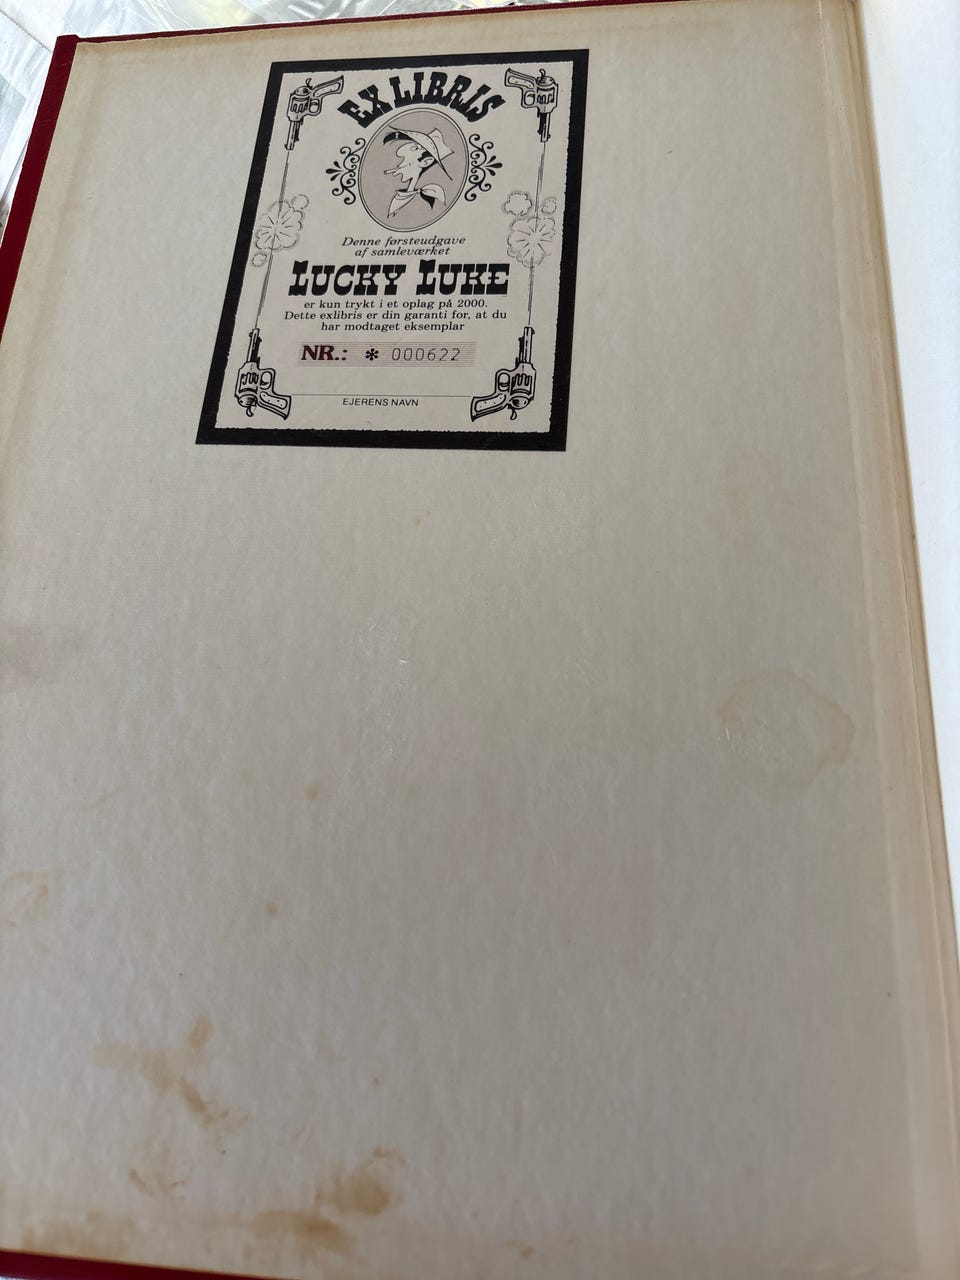 EX LIBRIS
Denne førsteudgave
af samleværket
LUCKY LUKE
er kun trykt i et oplag på 2000.
Dette exlibris er din garanti for, at du
har modtaget eksemplar
NR.: * 000622
EJERENS NAVN